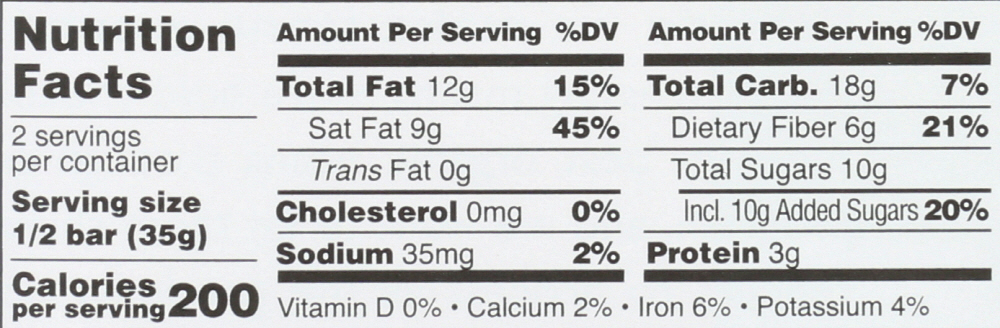 Nutrition
Facts
2 servings
per container
Serving size
1/2 bar (35g)
Calories
per serving 200
Amount Per Serving %DV
Total Fat 12g 15%
Sat Fat 9g 45%
Trans Fat 0g
Cholesterol 0mg 0%
Sodium 35mg 2%
Amount Per Serving %DV
Total Carb. 18g 7%
Dietary Fiber 6g 21%
Total Sugars 10g
Incl. 10g Added Sugars 20%
Protein 3g
Vitamin D 0% • Calcium 2% • Iron 6% • Potassium 4%